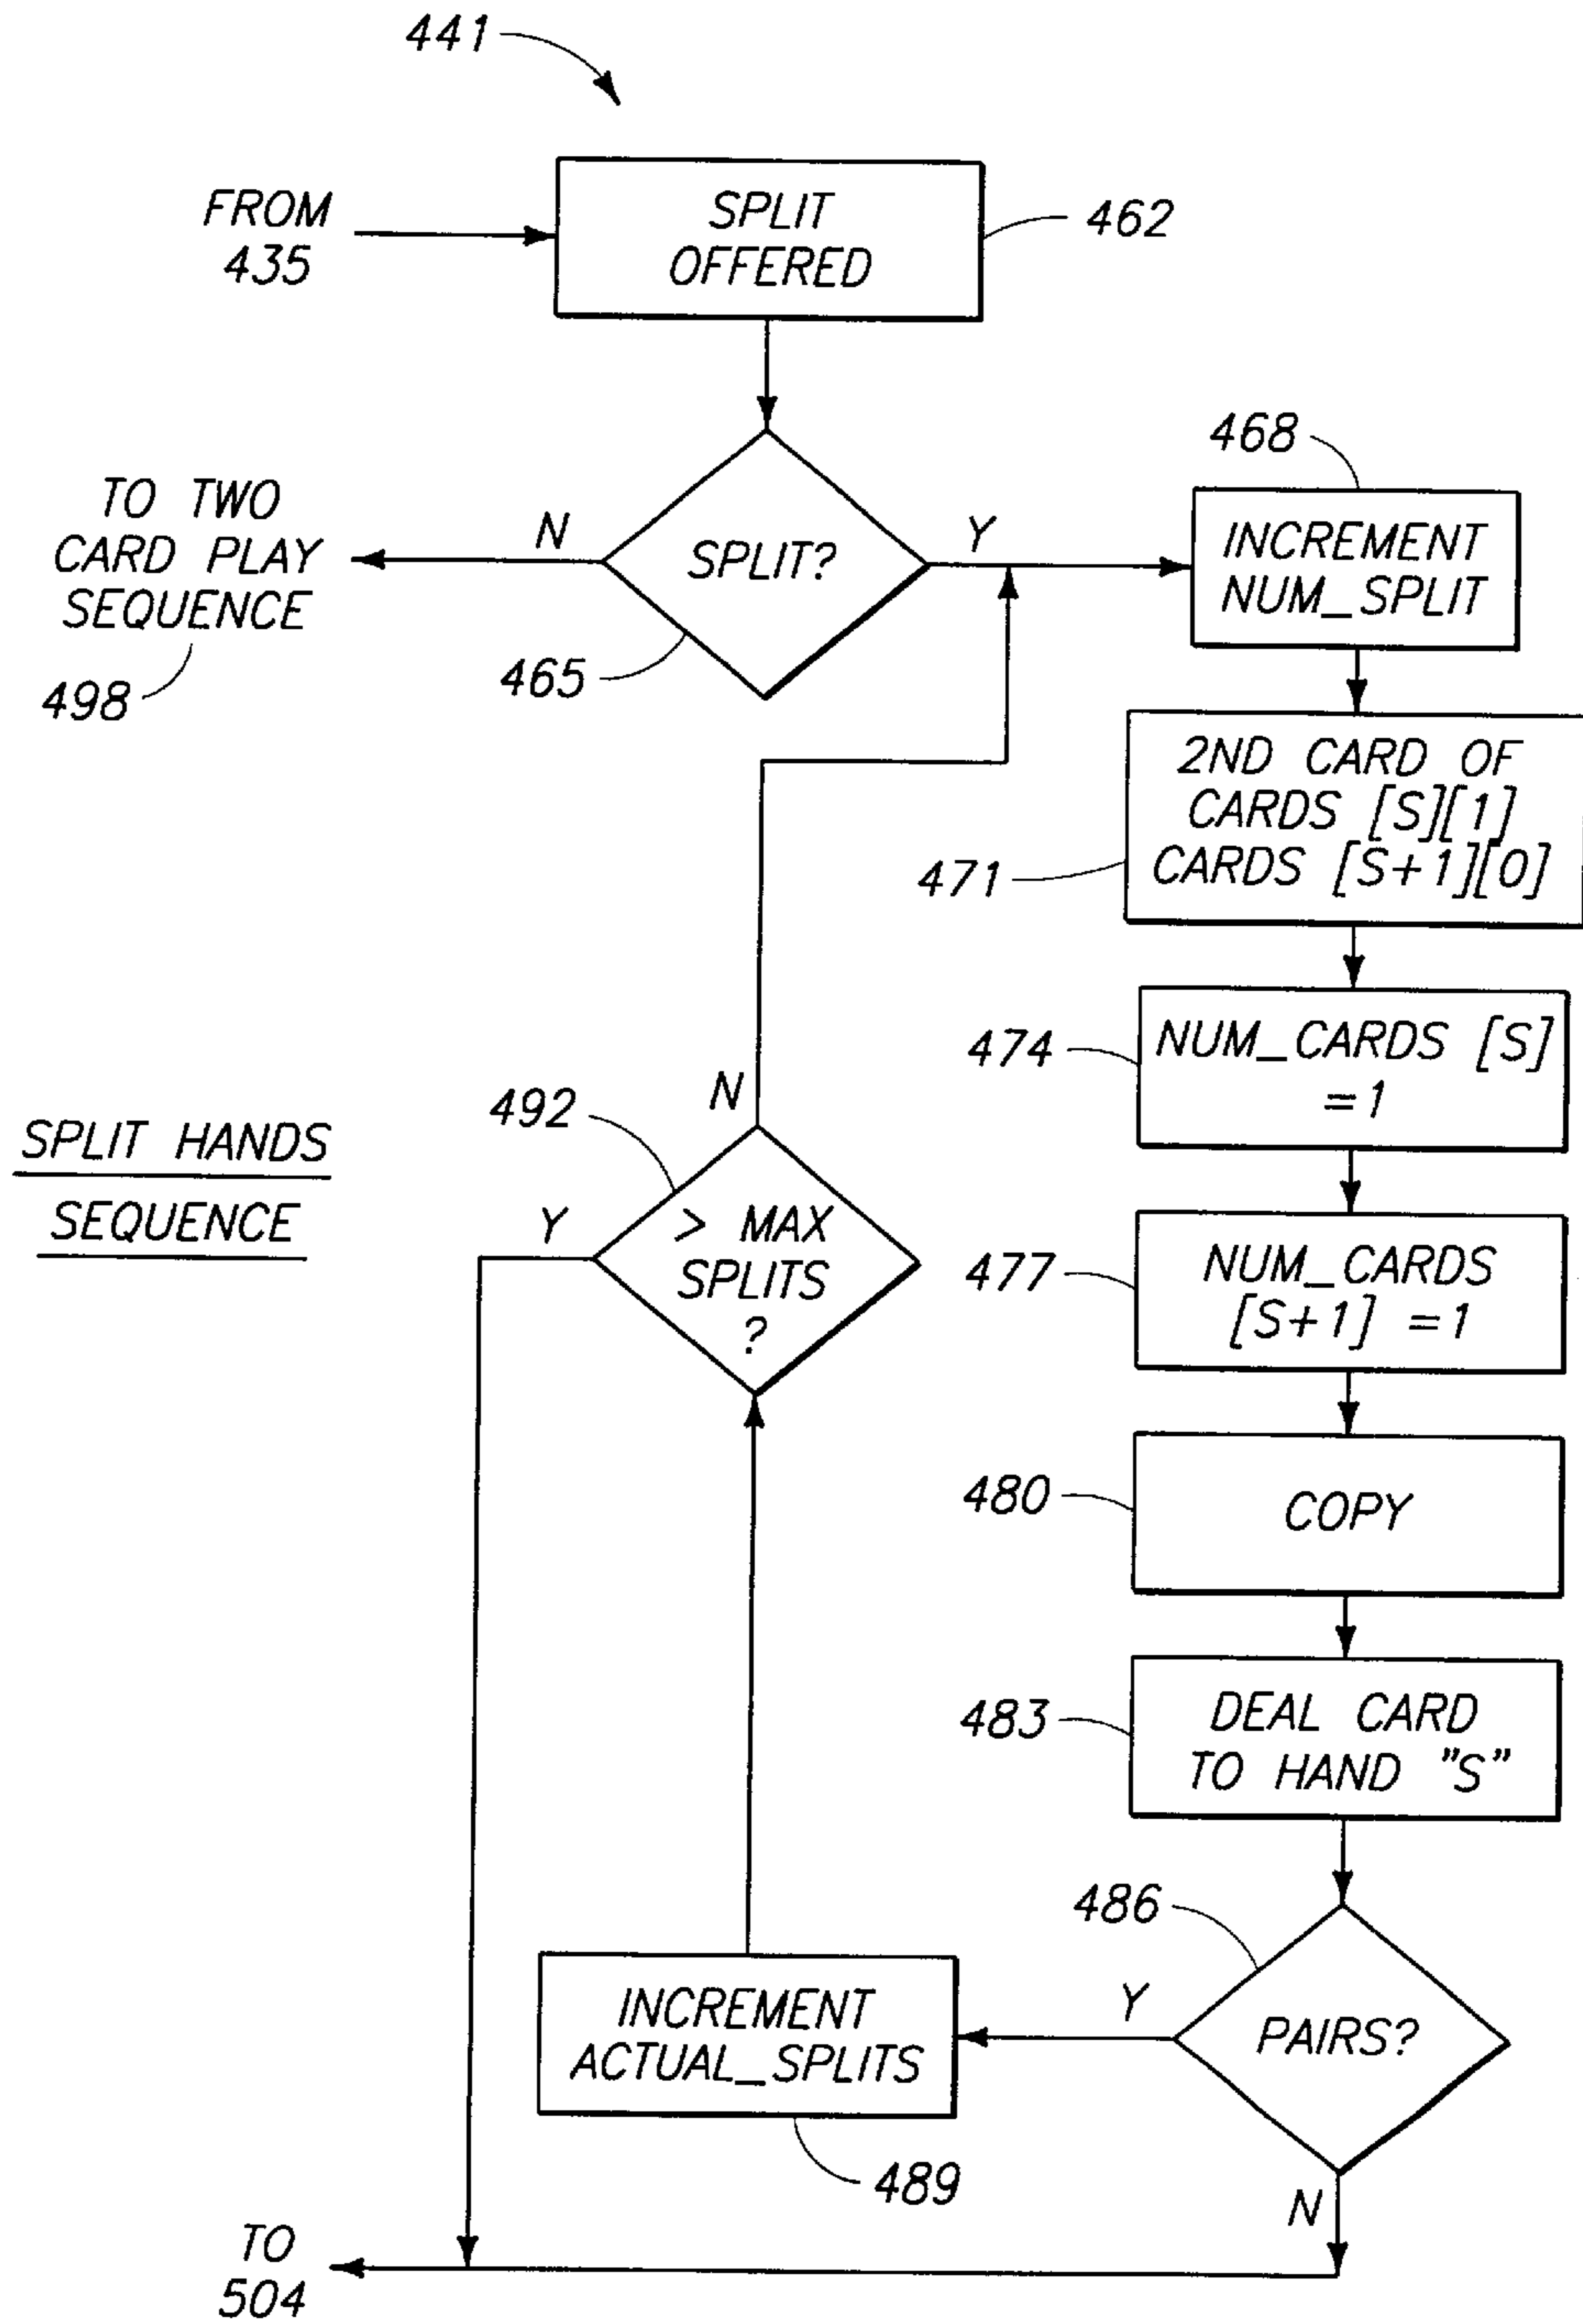 441
FROM
435
SPLIT
OFFERED
462
TO TWO
CARD PLAY
SEQUENCE
498
N
SPLIT?
Y
465
468
INCREMENT
NUM_SPLIT
2ND CARD OF
CARDS [S][1]
CARDS [S+1][0]
471
NUM_CARDS [S]
=1
474
NUM_CARDS
[S+1] =1
477
COPY
480
DEAL CARD
TO HAND "S"
483
486
PAIRS?
Y
N
INCREMENT
ACTUAL_SPLITS
489
492
> MAX
SPLITS
?
N
Y
SPLIT HANDS
SEQUENCE
TO
504